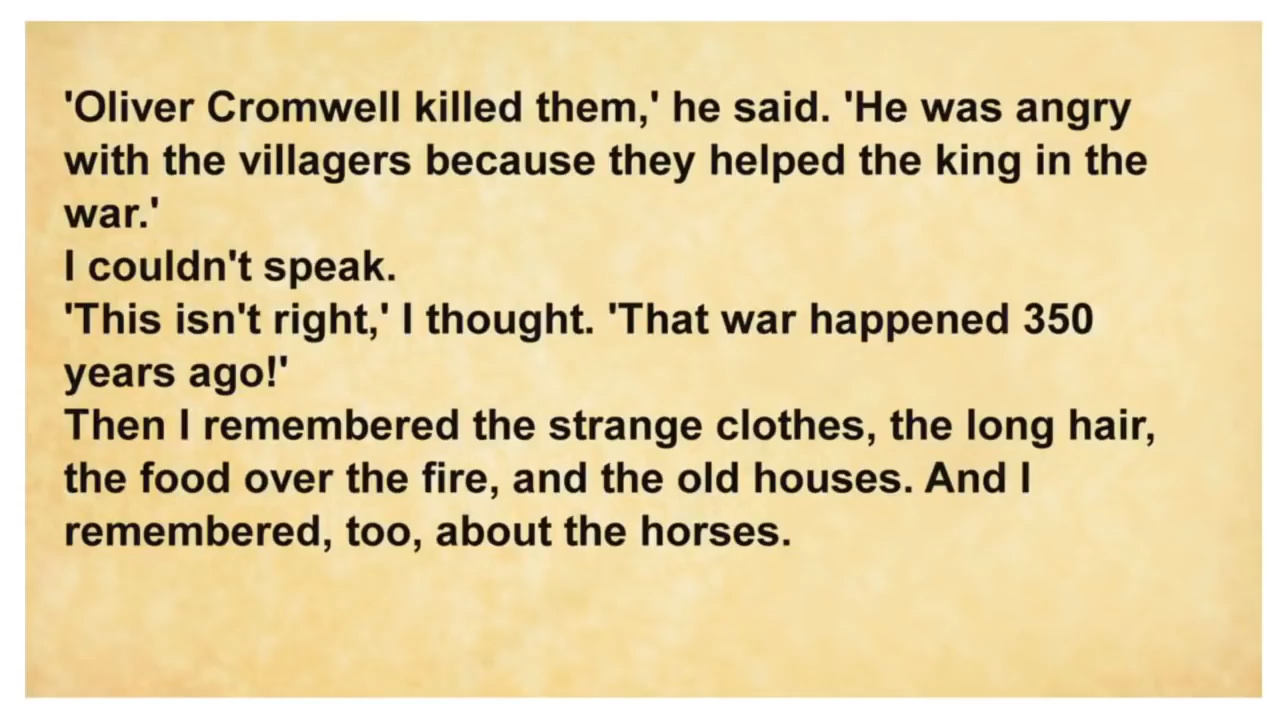 'Oliver Cromwell killed them,' he said. 'He was angry
with the villagers because they helped the king in the
war.'
I couldn't speak.
'This isn't right,' I thought. 'That war happened 350
years ago!'
Then I remembered the strange clothes, the long hair,
the food over the fire, and the old houses. And I
remembered, too, about the horses.